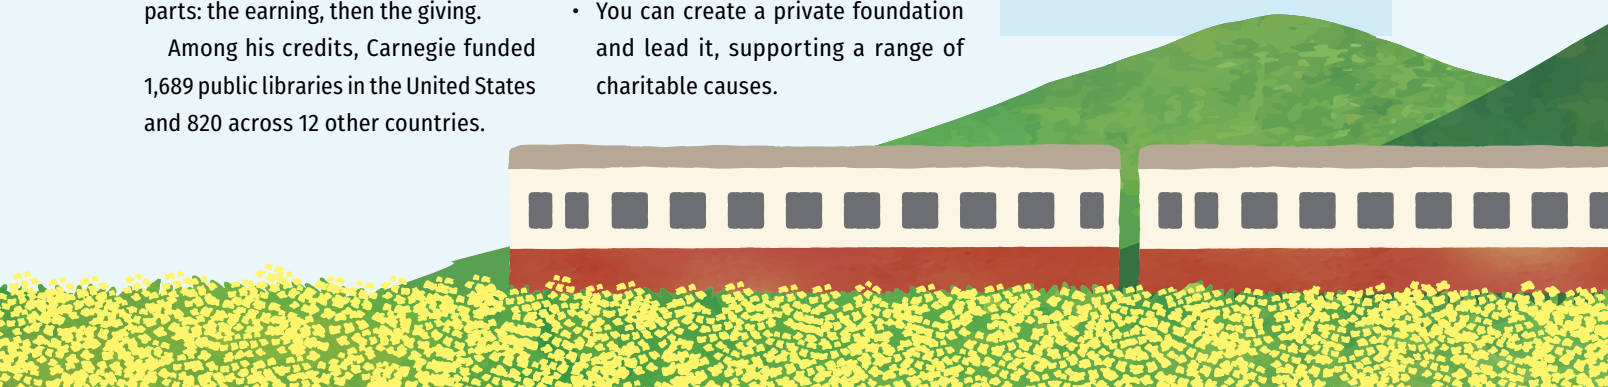 parts: the earning, then the giving.
Among his credits, Carnegie funded
1,689 public libraries in the United States
and 820 across 12 other countries.
• You can create a private foundation
and lead it, supporting a range of
charitable causes.